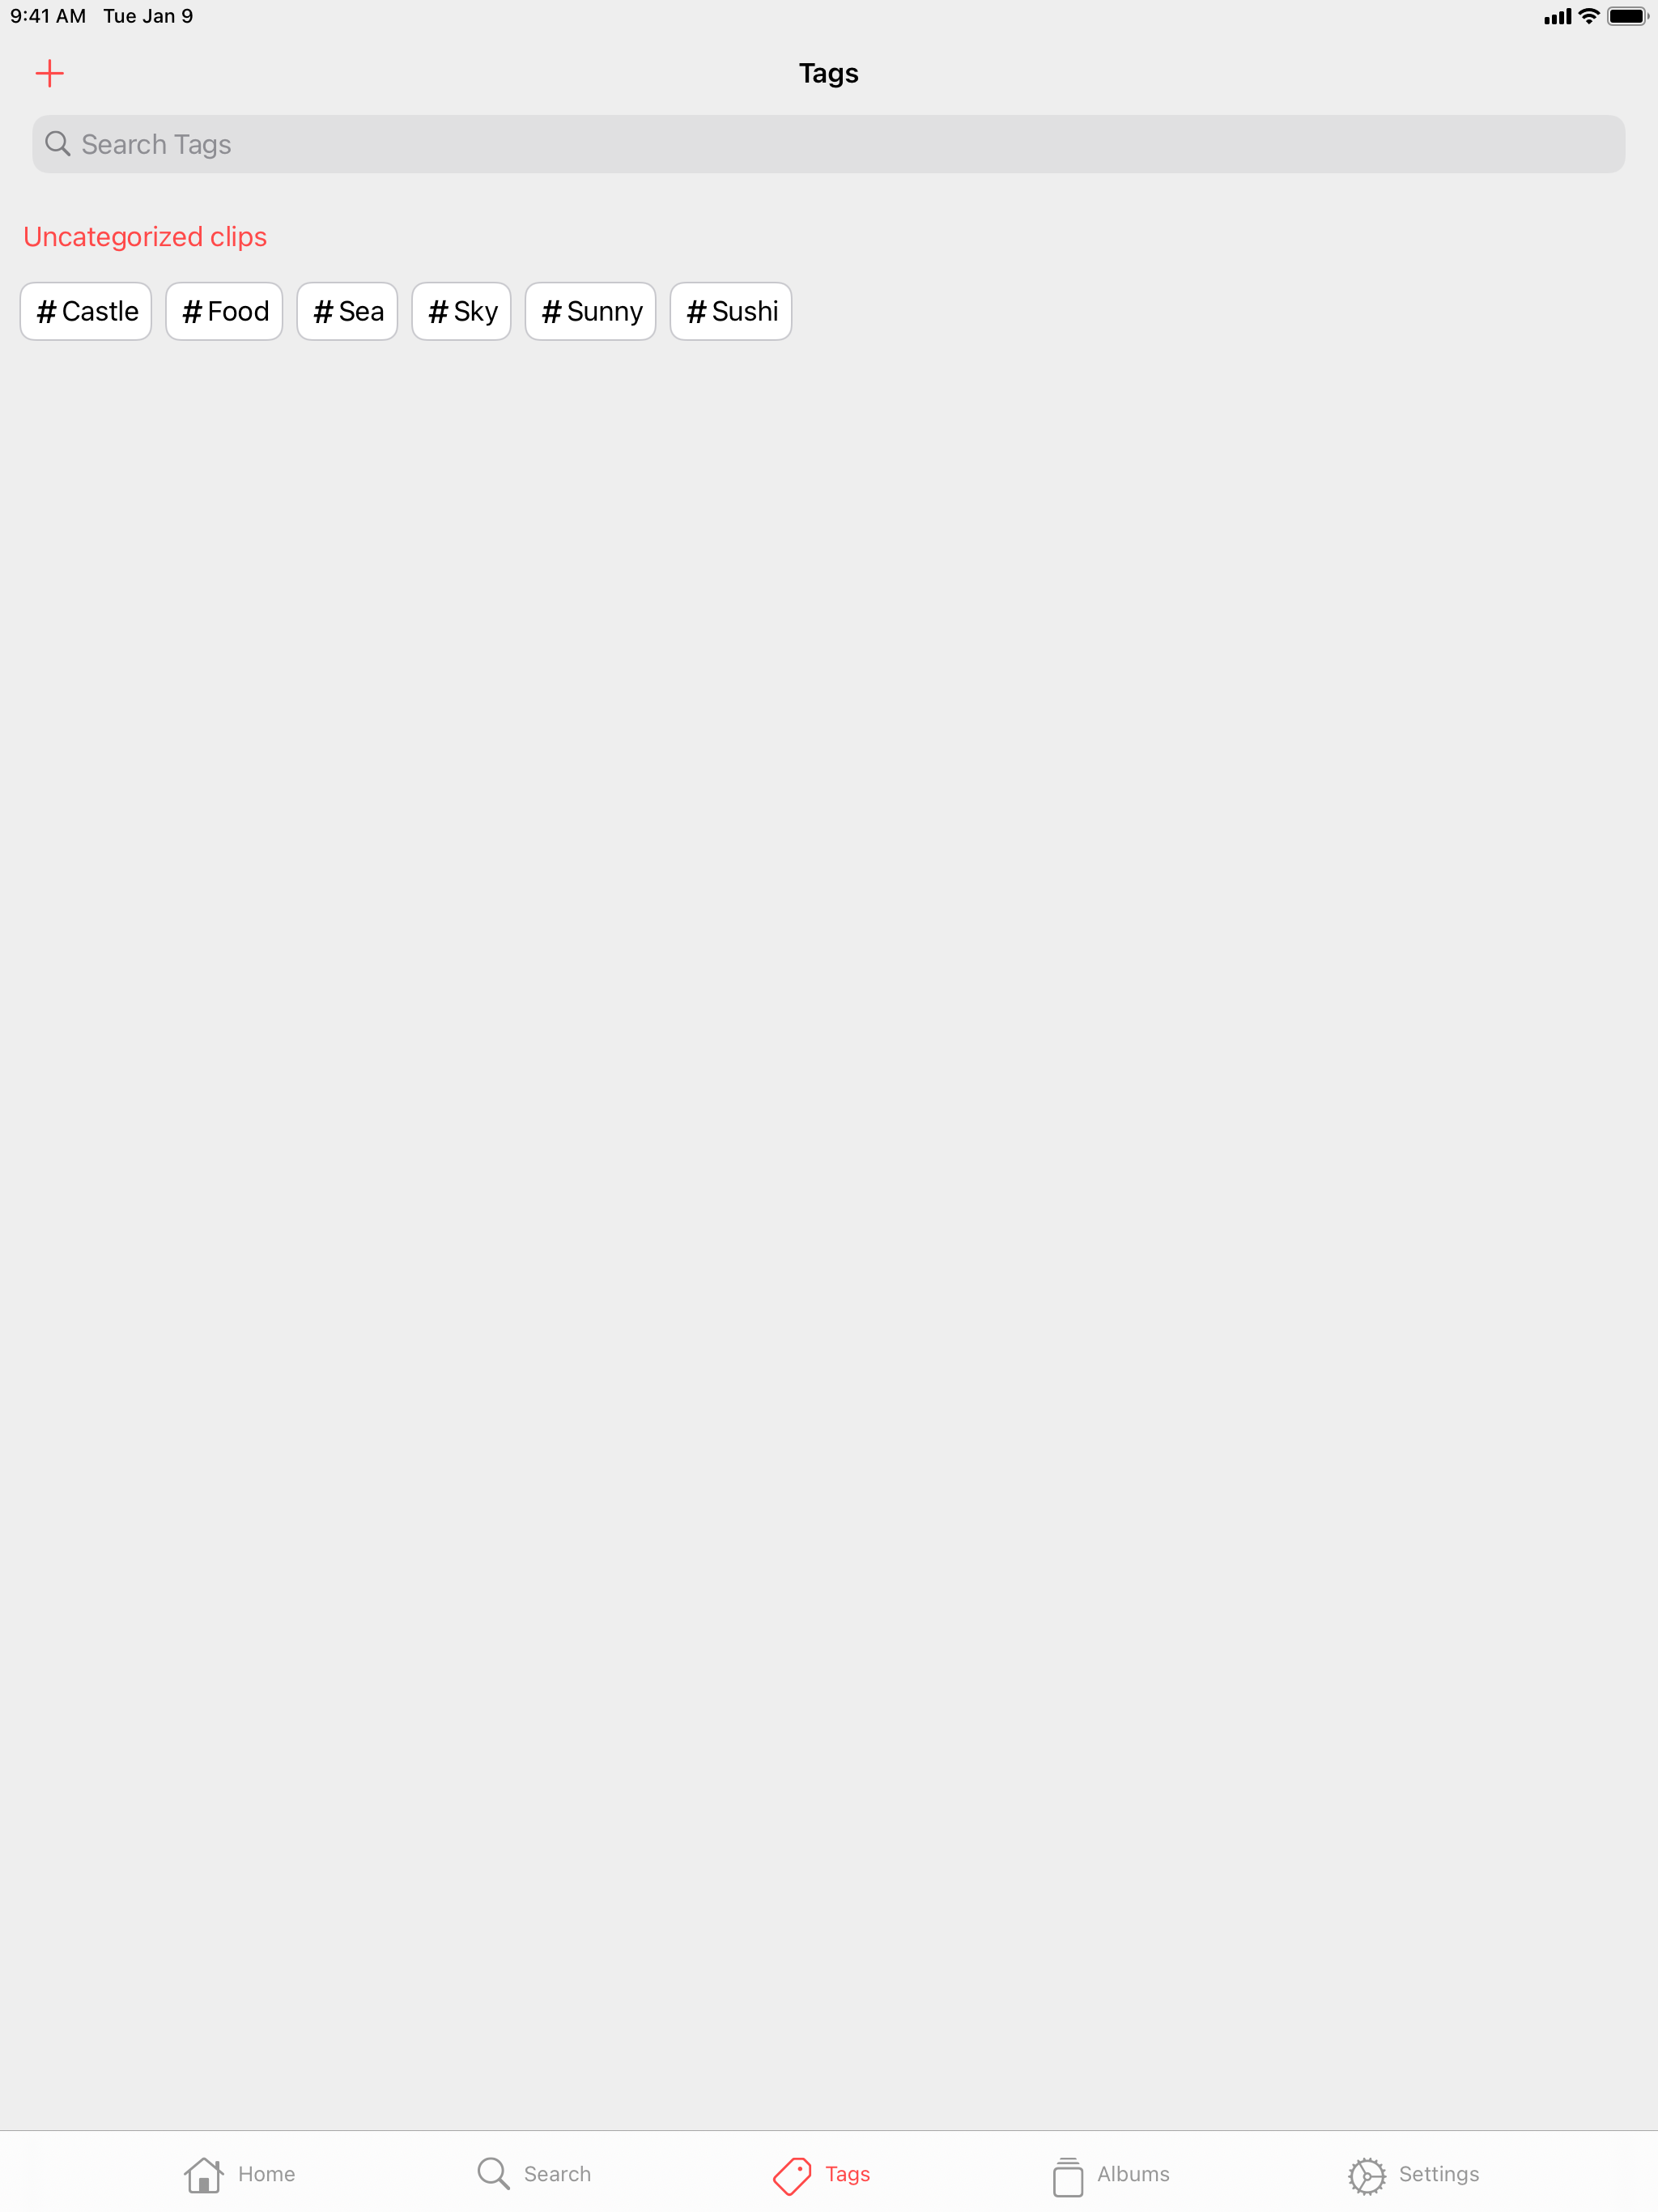 9:41 AM Tue Jan 9
Tags
Search Tags
Uncategorized clips
# Castle # Food # Sea # Sky # Sunny # Sushi
Home Search Tags Albums Settings